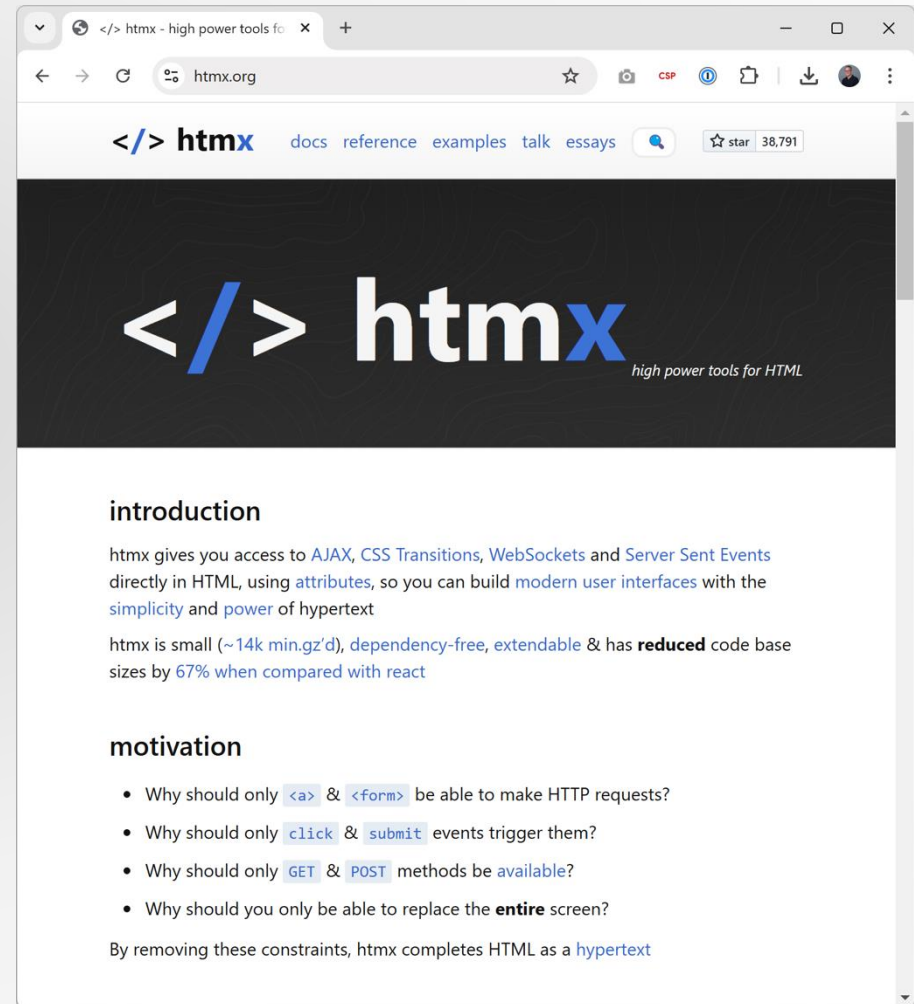 </> htmx - high power tools fo
htmx.org
CSP
</> htmx docs reference examples talk essays star 38,791
</> htmx
high power tools for HTML
introduction
htmx gives you access to AJAX, CSS Transitions, WebSockets and Server Sent Events
directly in HTML, using attributes, so you can build modern user interfaces with the
simplicity and power of hypertext
htmx is small (~14k min.gz’d), dependency-free, extendable & has reduced code base
sizes by 67% when compared with react
motivation
• Why should only <a> & <form> be able to make HTTP requests?
• Why should only click & submit events trigger them?
• Why should only GET & POST methods be available?
• Why should you only be able to replace the entire screen?
By removing these constraints, htmx completes HTML as a hypertext